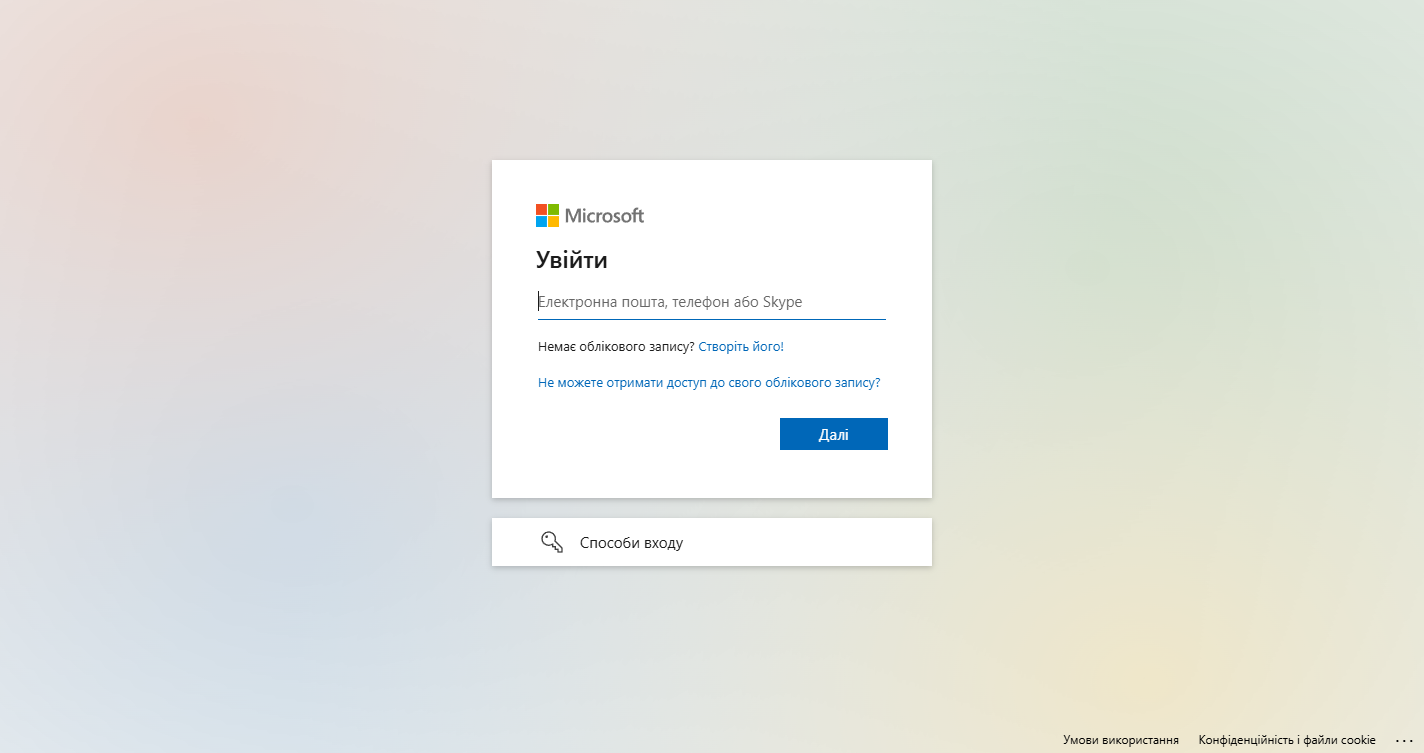 Microsoft
Увійти
Електронна пошта, телефон або Skype
Немає облікового запису? Створіть його!
Не можете отримати доступ до свого облікового запису?
Далі
Способи входу
Умови використання Конфіденційність і файли cookie ...